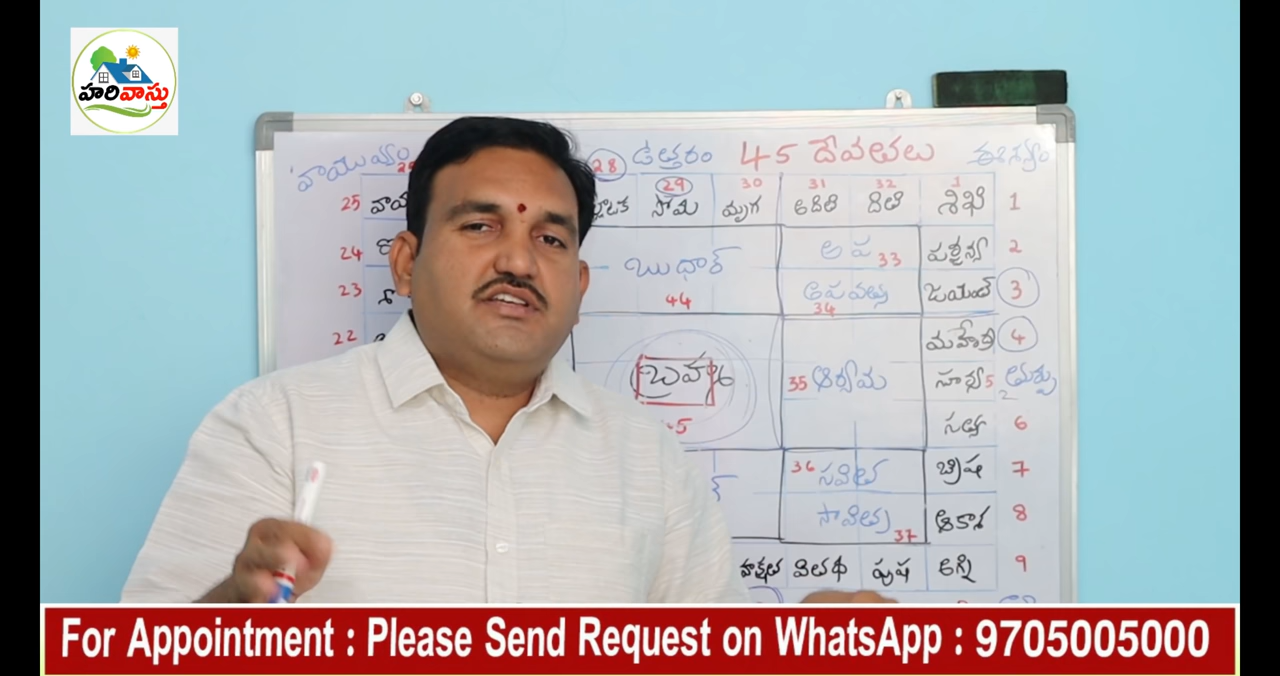 హరివాస్తు
28 ఉత్తరం 45 దేవతలు ఈశాన్యం
వాయువ్యం
29 30 31 32 1
25 సోమ మృగ అదితి దితి శిఖి 1
24 అప 33 పర్జన్య 2
ఋధార్
23 44 ఆపవత్స 34 జయంత్ 3
22 మహేంద్ర 4
బ్రహ్మ 35 ఆర్యమ సూర్య 5 తూర్పు
సత్య 6
36 సవితృ బ్రిష 7
సావిత్రు 37 ఆకాశ 8
వితథ పుష అగ్ని 9
For Appointment : Please Send Request on WhatsApp : 9705005000